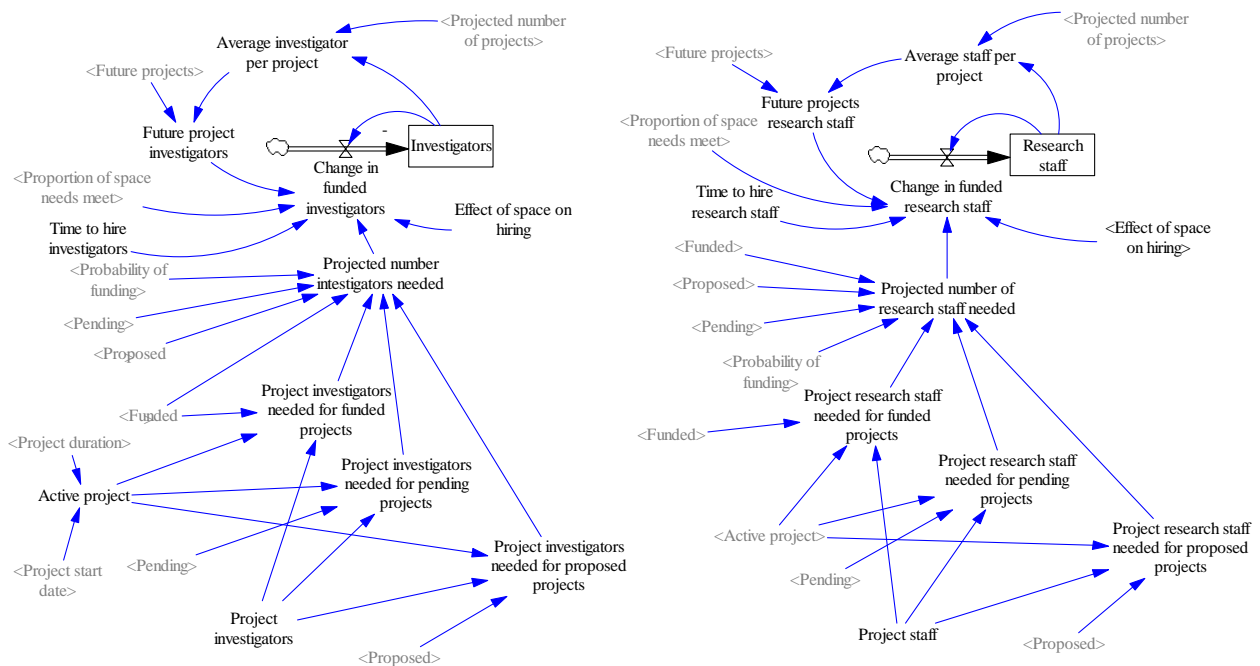 <Projected number
of projects>
Average investigator
per project
<Future projects>
Future project
investigators
-
Investigators
Change in
funded
investigators
<Proportion of space
needs meet>
Time to hire
investigators
Effect of space on
hiring
<Probability of
funding>
Projected number
intestigators needed
<Pending>
<Proposed
<Funded
Project investigators
needed for funded
projects
<Project duration>
Active project
Project investigators
needed for pending
projects
<Project start
date>
<Pending>
Project investigators
needed for proposed
projects
Project
investigators
<Proposed>
<Projected number
of projects>
<Future projects>
Average staff per
project
Future projects
research staff
<Proportion of space
needs meet>
Research
staff
Time to hire
research staff
Change in funded
research staff
<Effect of space
on hiring>
<Funded>
<Proposed>
Projected number of
research staff needed
<Pending>
<Probability of
funding>
Project research staff
needed for funded
projects
<Funded>
Project research staff
needed for pending
projects
<Active project>
Project research staff
needed for proposed
projects
<Pending>
Project staff
<Proposed>